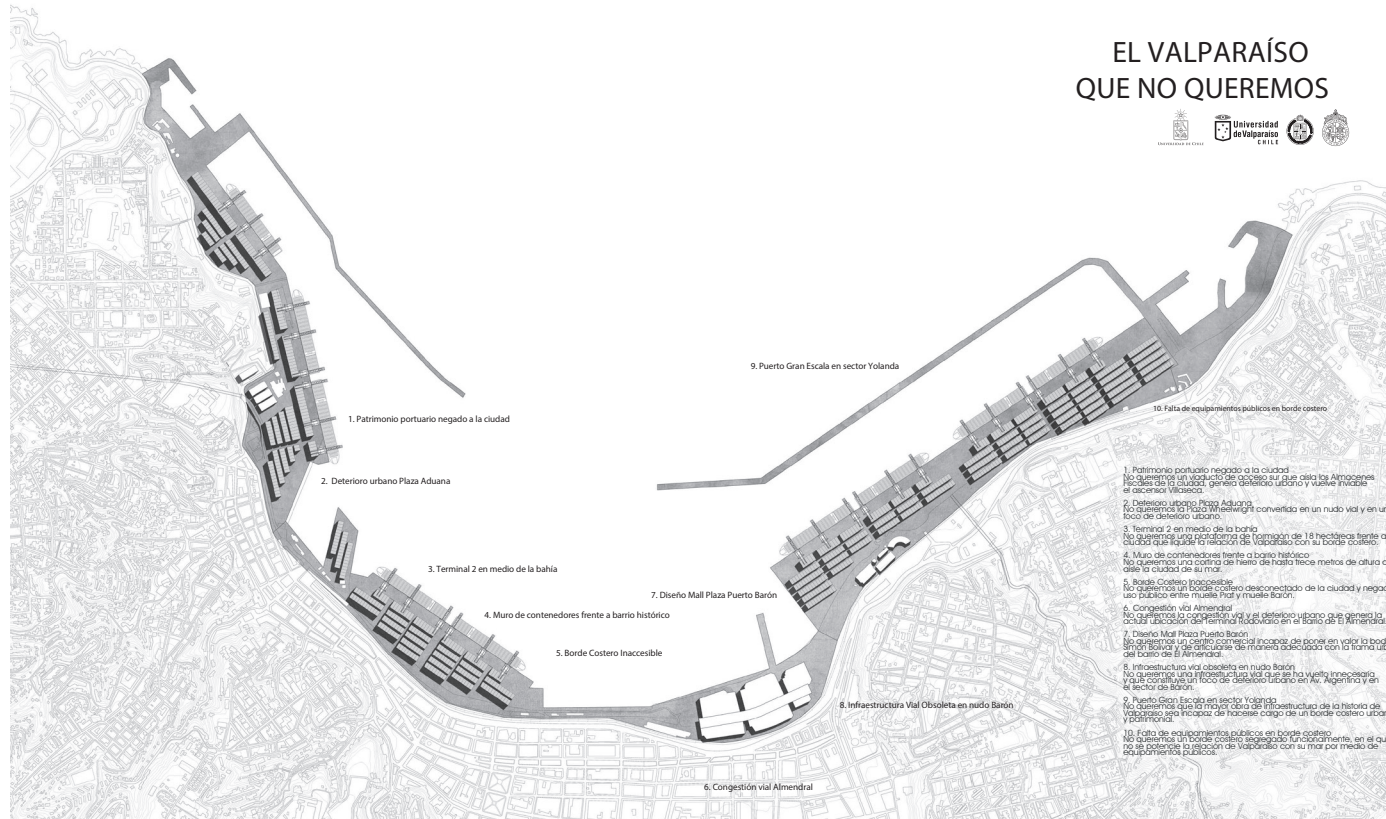 EL VALPARAÍSO
QUE NO QUEREMOS
UNIVERSIDAD DE CHILE
Universidad
de Valparaíso
CHILE
9. Puerto Gran Escala en sector Yolanda
10. Falta de equipamientos públicos en borde costero
1. Patrimonio portuario negado a la ciudad
2. Deterioro urbano Plaza Aduana
3. Terminal 2 en medio de la bahía
7. Diseño Mall Plaza Puerto Barón
4. Muro de contenedores frente a barrio histórico
5. Borde Costero Inaccesible
8. Infraestructura Vial Obsoleta en nudo Barón
6. Congestión vial Almendral
1. Patrimonio portuario negado a la ciudad
No queremos un viaducto de acceso sur que aisla los Almacenes
Fiscales de la ciudad, genera deterioro urbano y vuelve inviable
el ascensor Villaseca.
2. Deterioro urbano Plaza Aduana
No queremos la Plaza Wheelwright convertida en un nudo vial y en un
foco de deterioro urbano.
3. Terminal 2 en medio de la bahía
No queremos una plataforma de hormigón de 18 hectáreas frente a
ciudad que liquide la relación de Valparaíso con su borde costero.
4. Muro de contenedores frente a barrio histórico
No queremos una cortina de hierro de hasta trece metros de altura
aisle la ciudad de su mar.
5. Borde Costero Inaccesible
No queremos un borde costero desconectado de la ciudad y
uso público entre muelle Prat y muelle Barón.
6. Congestión vial Almendral
No queremos la congestión vial y el deterioro urbano que genera la
actual ubicación del Terminal Rodoviario en el Barrio de El Almendral.
7. Diseño Mall Plaza Puerto Barón
No queremos un centro comercial incapaz de poner en valor la
Simón Bolívar y de articularse de manera adecuada con la trama
del barrio de El Almendral.
8. Infraestructura vial obsoleta en nudo Barón
No queremos una infraestructura vial que se ha vuelto innecesaria
y que constituye un foco de deterioro urbano en Av. Argentina y en
el sector de Barón.
9. Puerto Gran Escala en sector Yolanda
No queremos que la mayor obra de infraestructura de la historia de
Valparaíso sea incapaz de hacerse cargo de un borde costero
y patrimonial.
10. Falta de equipamientos públicos en borde costero
No queremos un borde costero segregado funcionalmente, en el
no se potencie la relación de Valparaíso con su mar por medio de
equipamientos públicos.